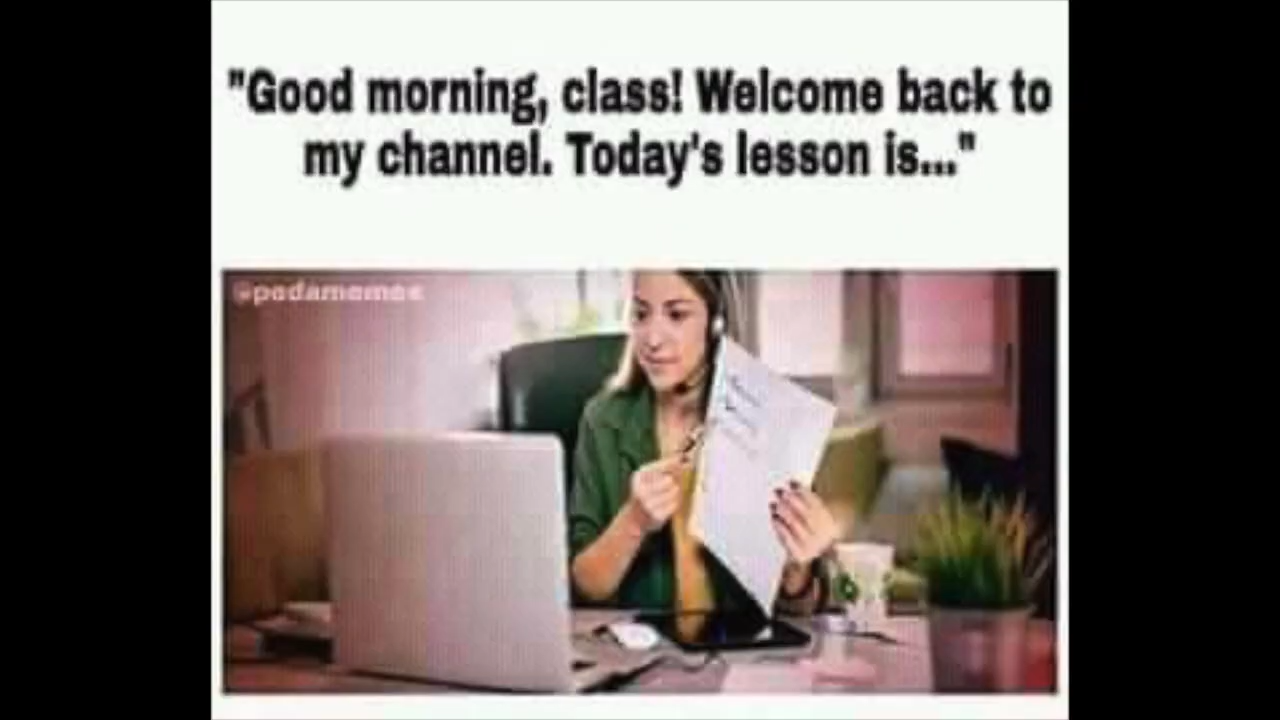 "Good morning, class! Welcome back to
my channel. Today's lesson is..."
@pedamemes